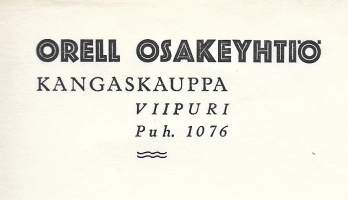 ORELL OSAKEYHTIÖ
KANGASKAUPPA
VIIPURI
Puh. 1076